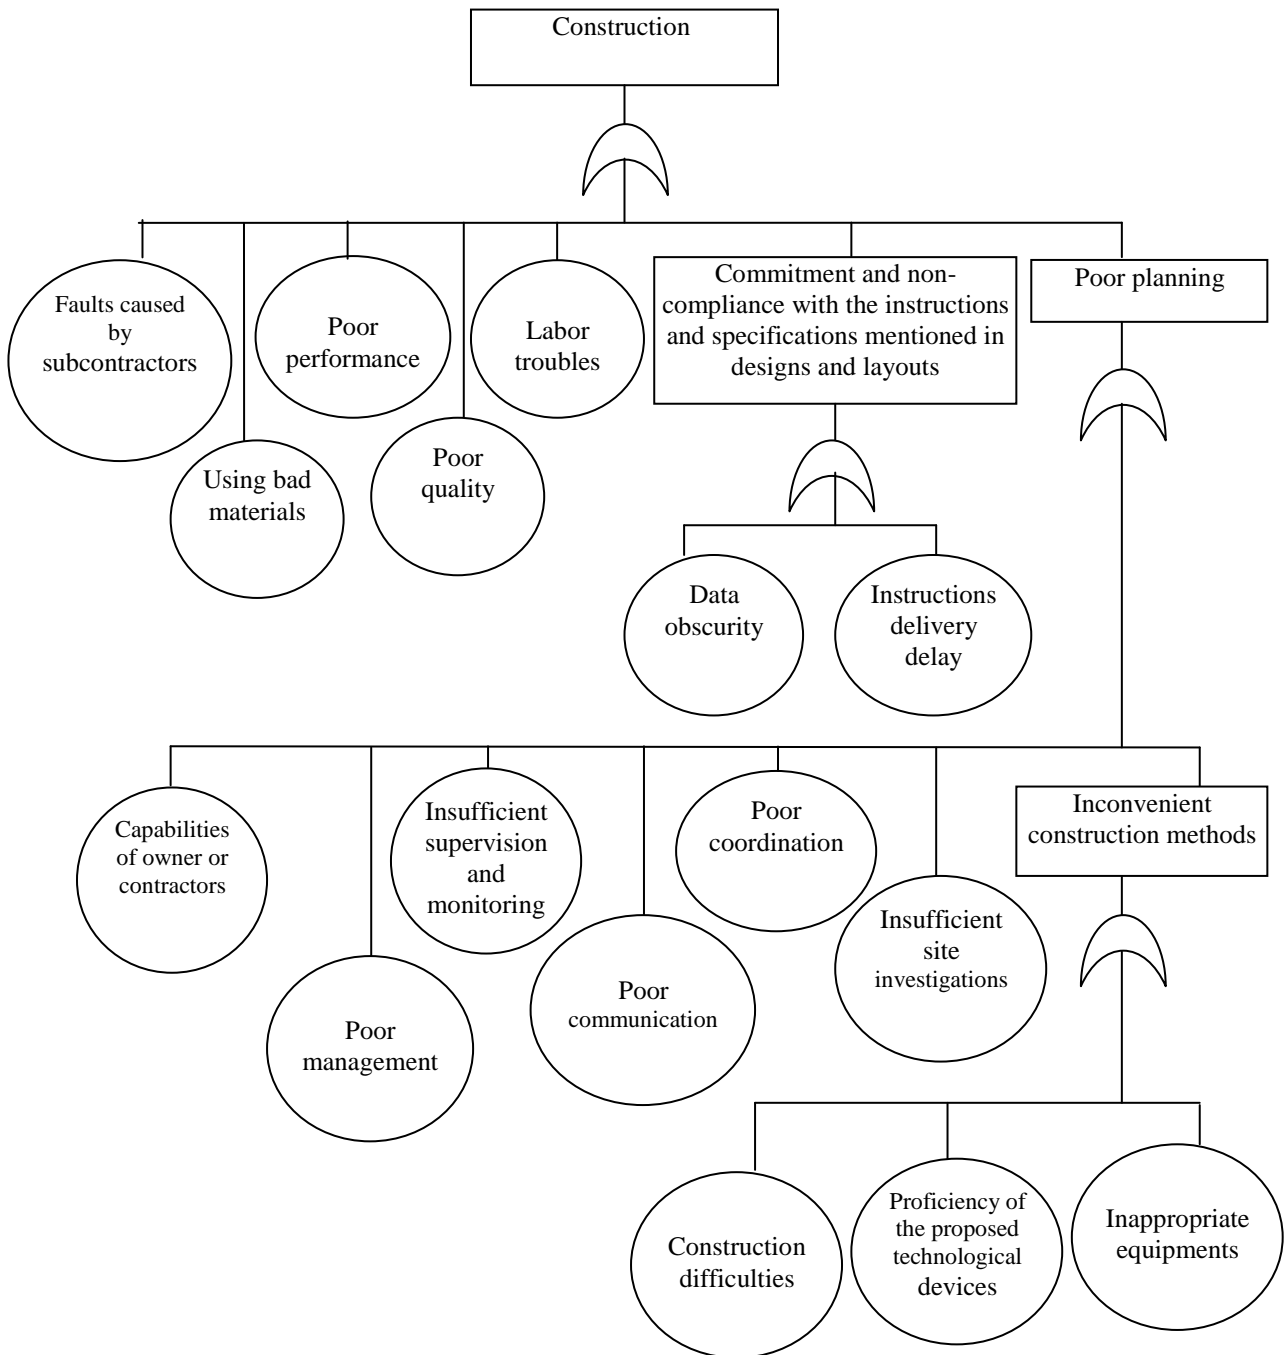 Construction
Faults caused
by
subcontractors
Using bad
materials
Poor
performance
Poor
quality
Labor
troubles
Commitment and non-
compliance with the instructions
and specifications mentioned in
designs and layouts
Poor planning
Data
obscurity
Instructions
delivery
delay
Capabilities
of owner or
contractors
Poor
management
Insufficient
supervision
and
monitoring
Poor
communication
Poor
coordination
Insufficient
site
investigations
Inconvenient
construction methods
Construction
difficulties
Proficiency of
the proposed
technological
devices
Inappropriate
equipments